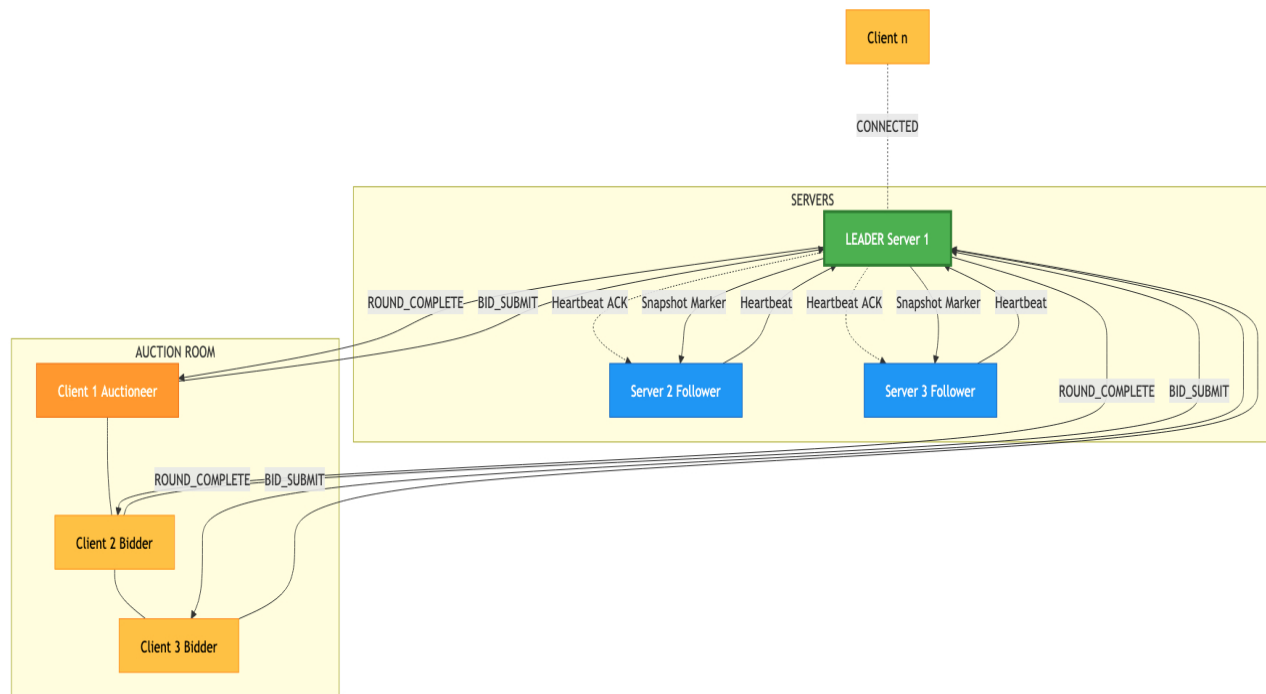 Client n
CONNECTED
SERVERS
LEADER Server 1
ROUND_COMPLETE
BID_SUBMIT
Heartbeat ACK
Snapshot Marker
Heartbeat
Heartbeat ACK
Snapshot Marker
Heartbeat
AUCTION ROOM
Client 1 Auctioneer
Server 2 Follower
Server 3 Follower
ROUND_COMPLETE
BID_SUBMIT
ROUND_COMPLETE
BID_SUBMIT
Client 2 Bidder
Client 3 Bidder